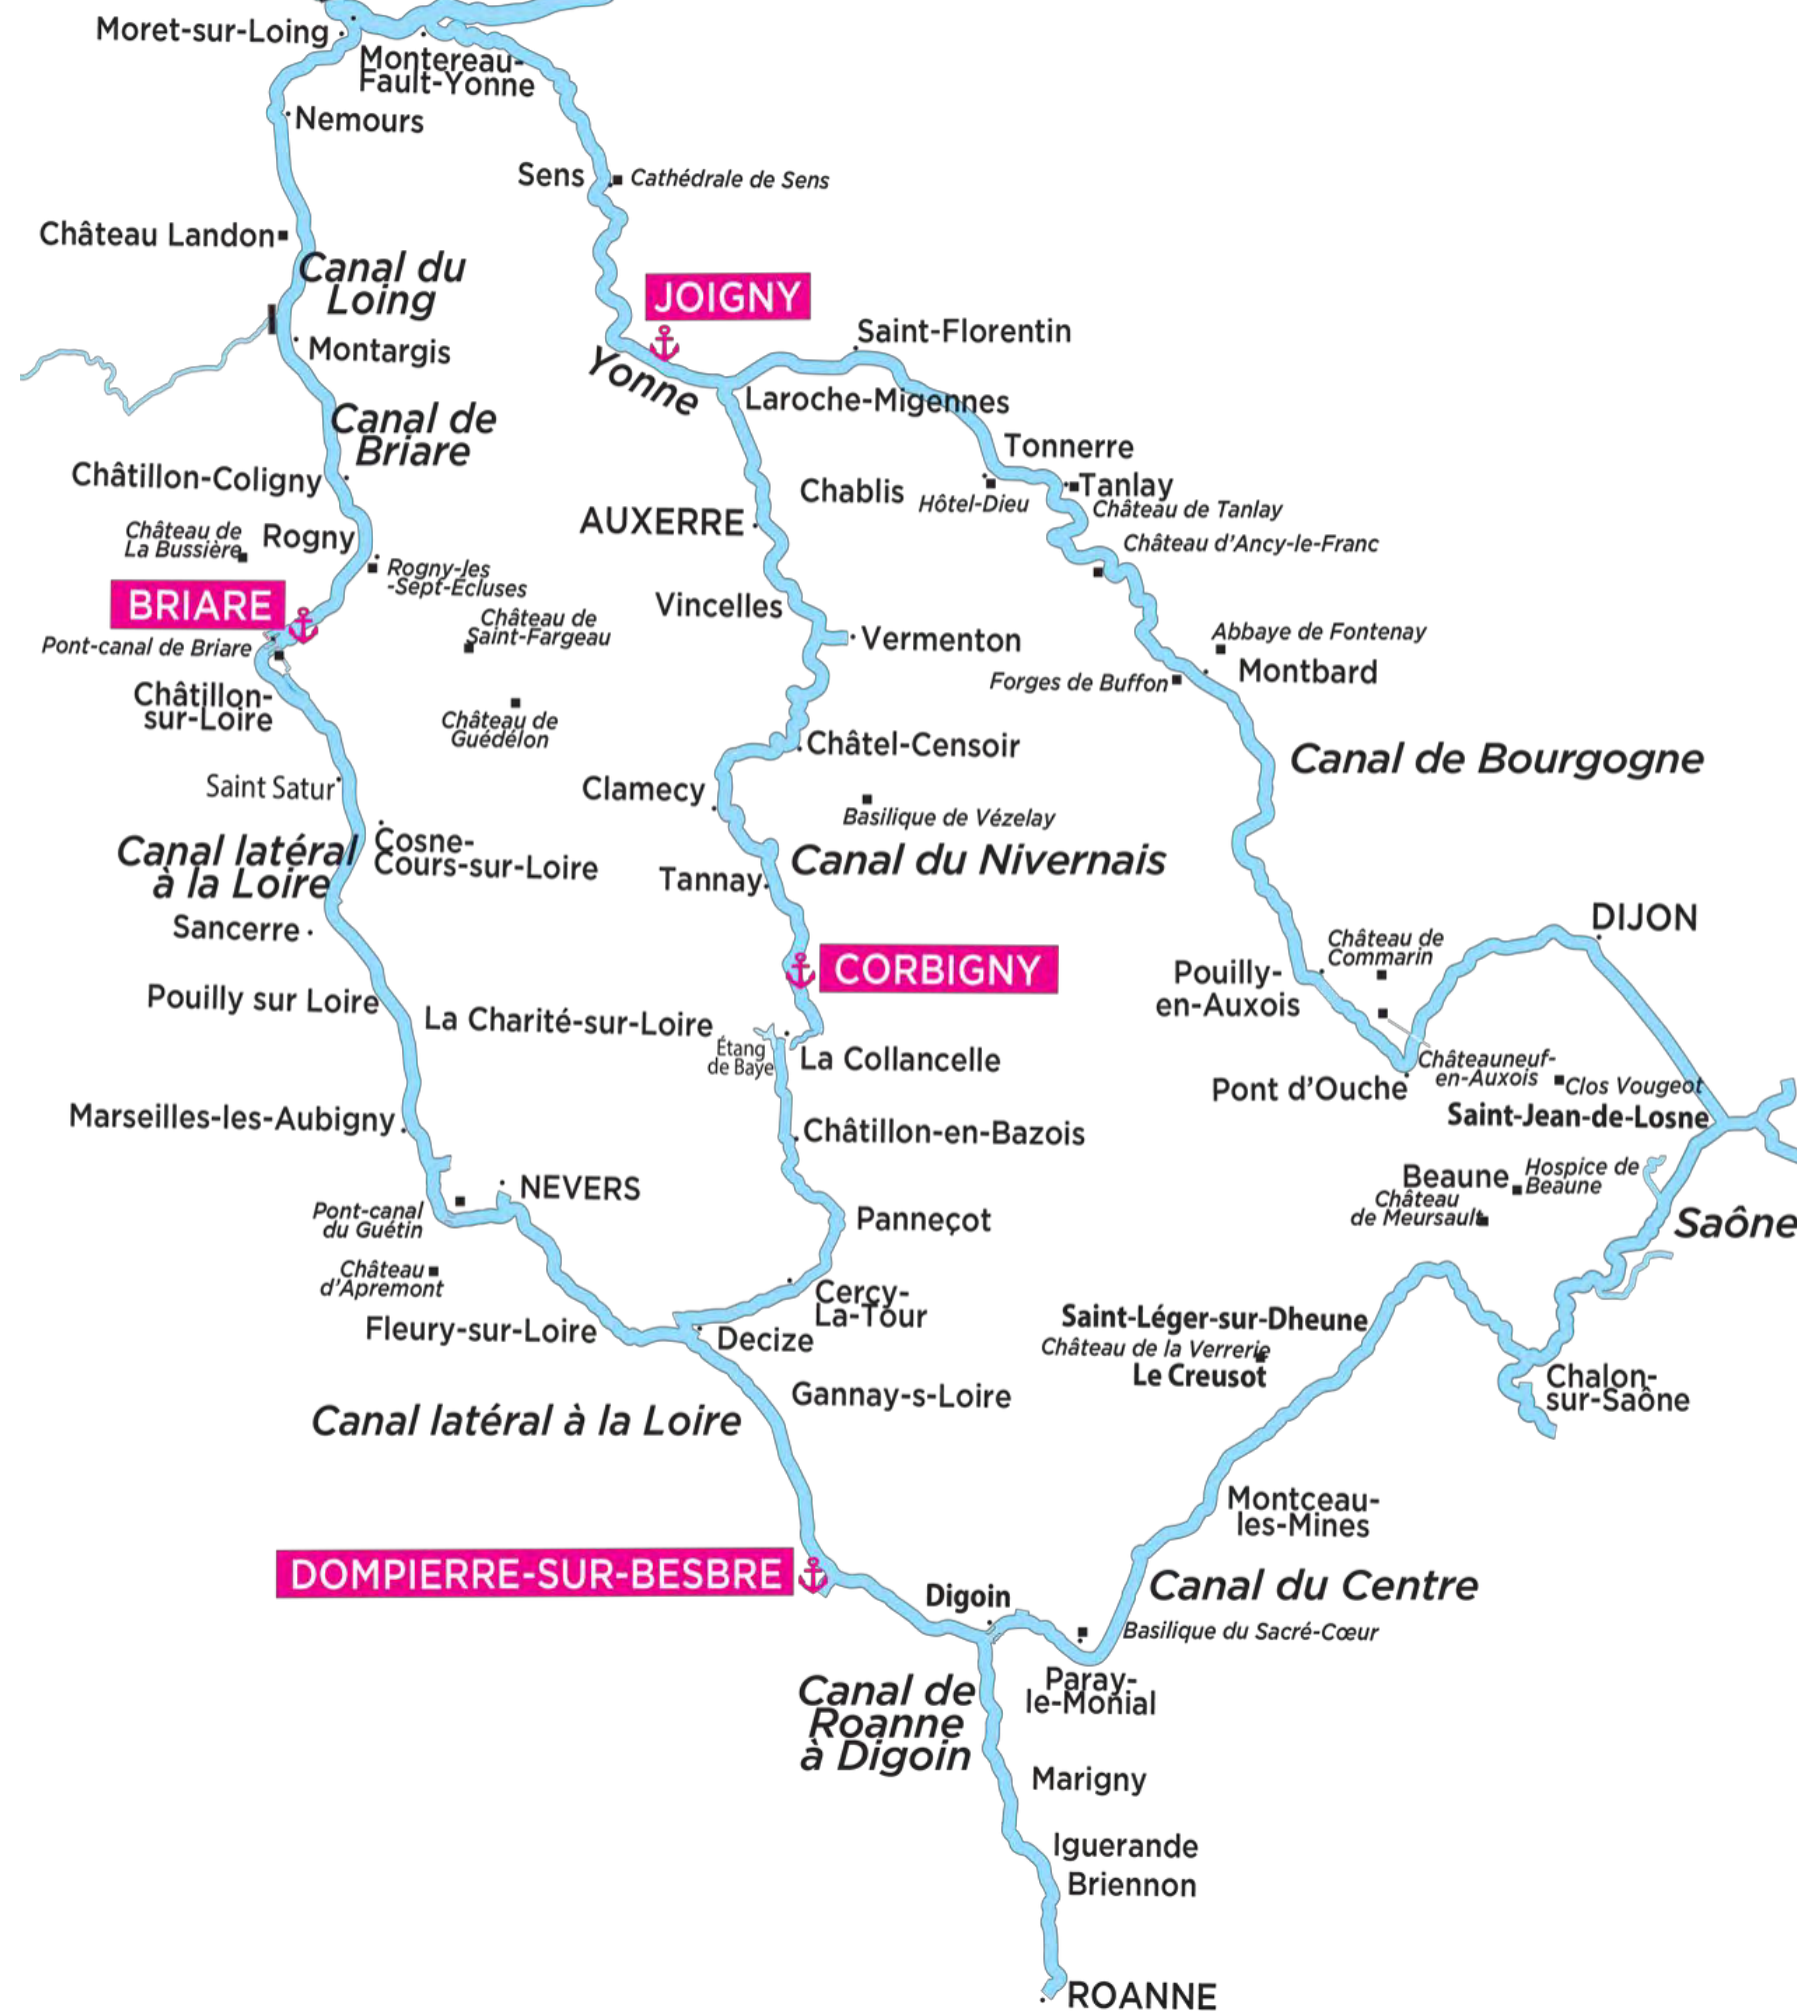 Moret-sur-Loing
Montereau-
Fault-Yonne
Nemours
Sens
Cathédrale de Sens
Château Landon
Canal du
Loing
JOIGNY
Saint-Florentin
Montargis
Yonne
Laroche-Migennes
Canal de
Briare
Tonnerre
Châtillon-Coligny
Chablis
Hôtel-Dieu
Tanlay
Château de Tanlay
AUXERRE
Château de
La Bussière
Rogny
Château d'Ancy-le-Franc
Rogny-les
-Sept-Écluses
BRIARE
Château de
Saint-Fargeau
Vincelles
Vermenton
Abbaye de Fontenay
Pont-canal de Briare
Montbard
Forges de Buffon
Châtillon-
sur-Loire
Château de
Guédélon
Châtel-Censoir
Canal de Bourgogne
Saint Satur
Clamecy
Basilique de Vézelay
Cosne-
Cours-sur-Loire
Canal latéral
à la Loire
Canal du Nivernais
Tannay
Sancerre
DIJON
Château de
Commarin
CORBIGNY
Pouilly-
en-Auxois
Pouilly sur Loire
La Charité-sur-Loire
Étang
de Baye
La Collancelle
Châteauneuf-
en-Auxois
Pont d'Ouche
Clos Vougeot
Saint-Jean-de-Losne
Marseilles-les-Aubigny
Châtillon-en-Bazois
Beaune
Hospice de
Beaune
NEVERS
Château
de Meursault
Pont-canal
du Guétin
Panneçot
Saône
Château
d'Apremont
Cercy-
La-Tour
Fleury-sur-Loire
Decize
Saint-Léger-sur-Dheune
Château de la Verrerie
Le Creusot
Chalon-
sur-Saône
Gannay-s-Loire
Canal latéral à la Loire
Montceau-
les-Mines
DOMPIERRE-SUR-BESBRE
Digoin
Canal du Centre
Basilique du Sacré-Cœur
Canal de
Roanne
à Digoin
Paray-
le-Monial
Marigny
Iguerande
Briennon
ROANNE